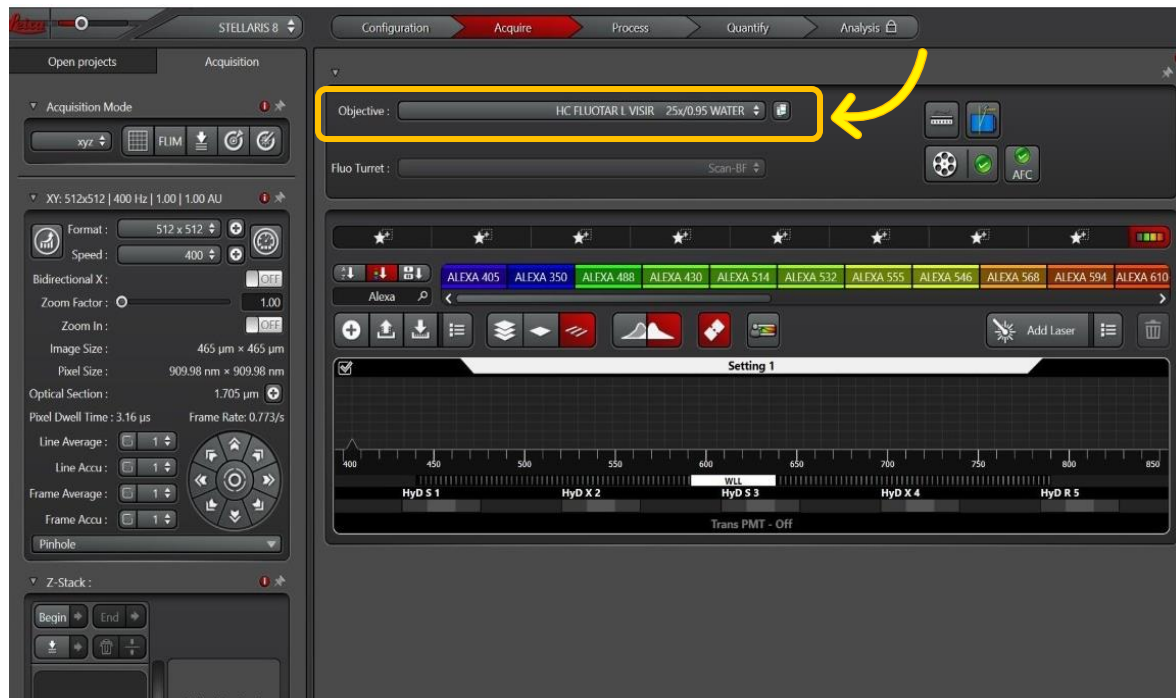 Leica
STELLARIS 8
Configuration
Acquire
Process
Quantify
Analysis
Open projects
Acquisition
Acquisition Mode
xyz
FLIM
XY: 512x512 | 400 Hz | 1.00 | 1.00 AU
Format :
512 x 512
Speed :
400
Bidirectional X :
OFF
Zoom Factor :
1.00
Zoom In :
OFF
Image Size :
465 µm × 465 µm
Pixel Size :
909.98 nm × 909.98 nm
Optical Section :
1.705 µm
Pixel Dwell Time : 3.16 µs
Frame Rate: 0.773/s
Line Average :
1
Line Accu :
1
Frame Average :
1
Frame Accu :
1
Pinhole
Z-Stack :
Begin
End
Objective :
HC FLUOTAR L VISIR 25x/0.95 WATER
Fluo Turret :
Scan-BF
AFC
Alexa
ALEXA 405
ALEXA 350
ALEXA 488
ALEXA 430
ALEXA 514
ALEXA 532
ALEXA 555
ALEXA 546
ALEXA 568
ALEXA 594
ALEXA 610
Add Laser
Setting 1
400
450
500
550
600
650
700
750
800
850
WLL
HyD S 1
HyD X 2
HyD S 3
HyD X 4
HyD R 5
Trans PMT - Off